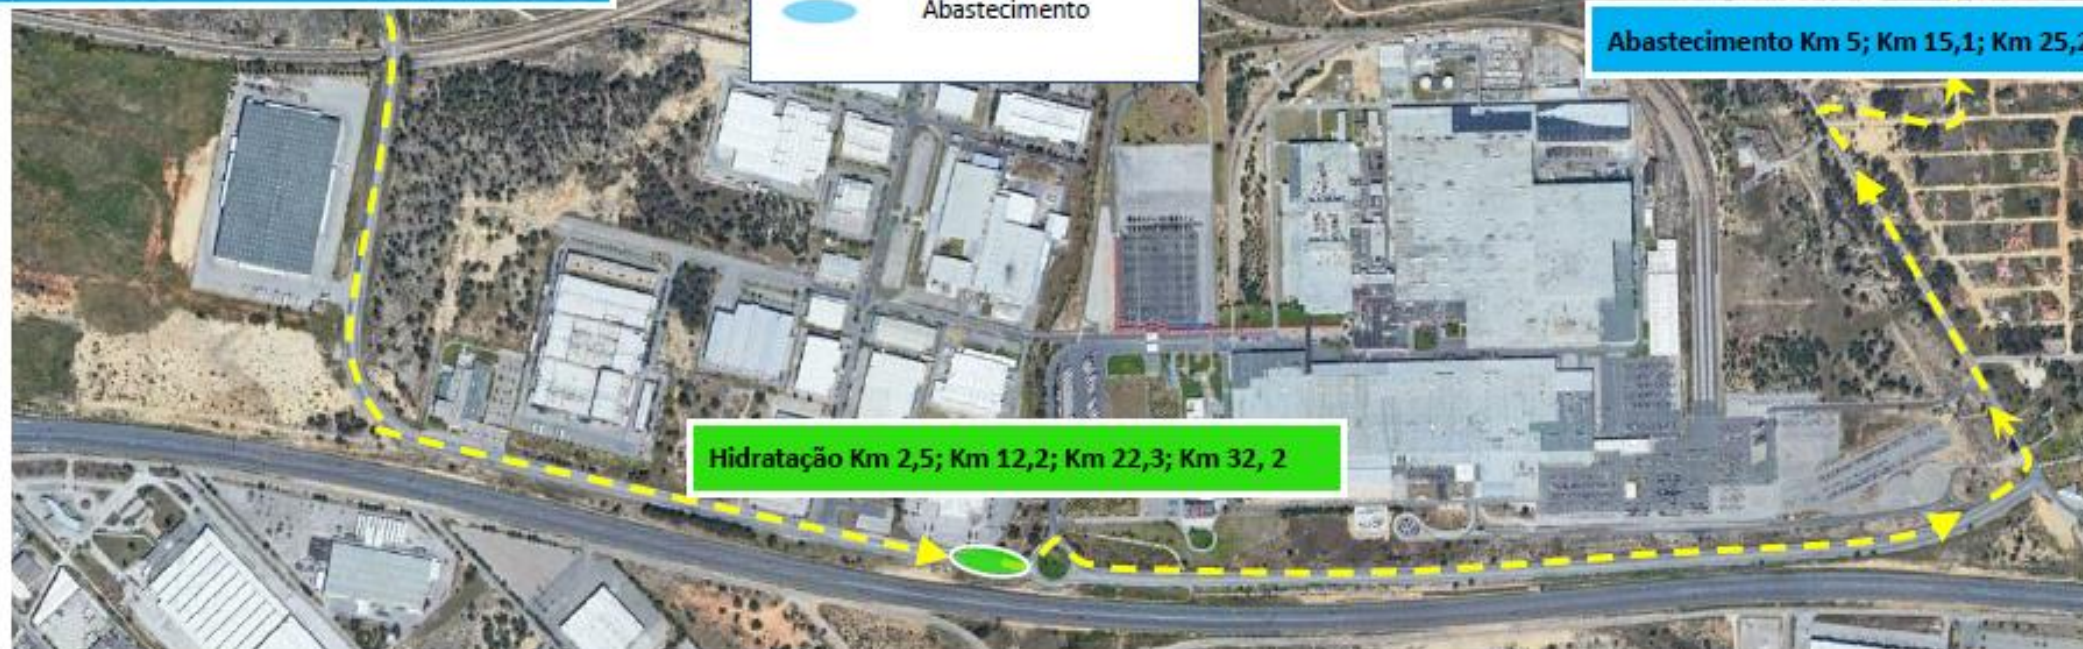 Abastecimento
Abastecimento Km 5; Km 15,1; Km 25,2
Hidratação Km 2,5; Km 12,2; Km 22,3; Km 32, 2